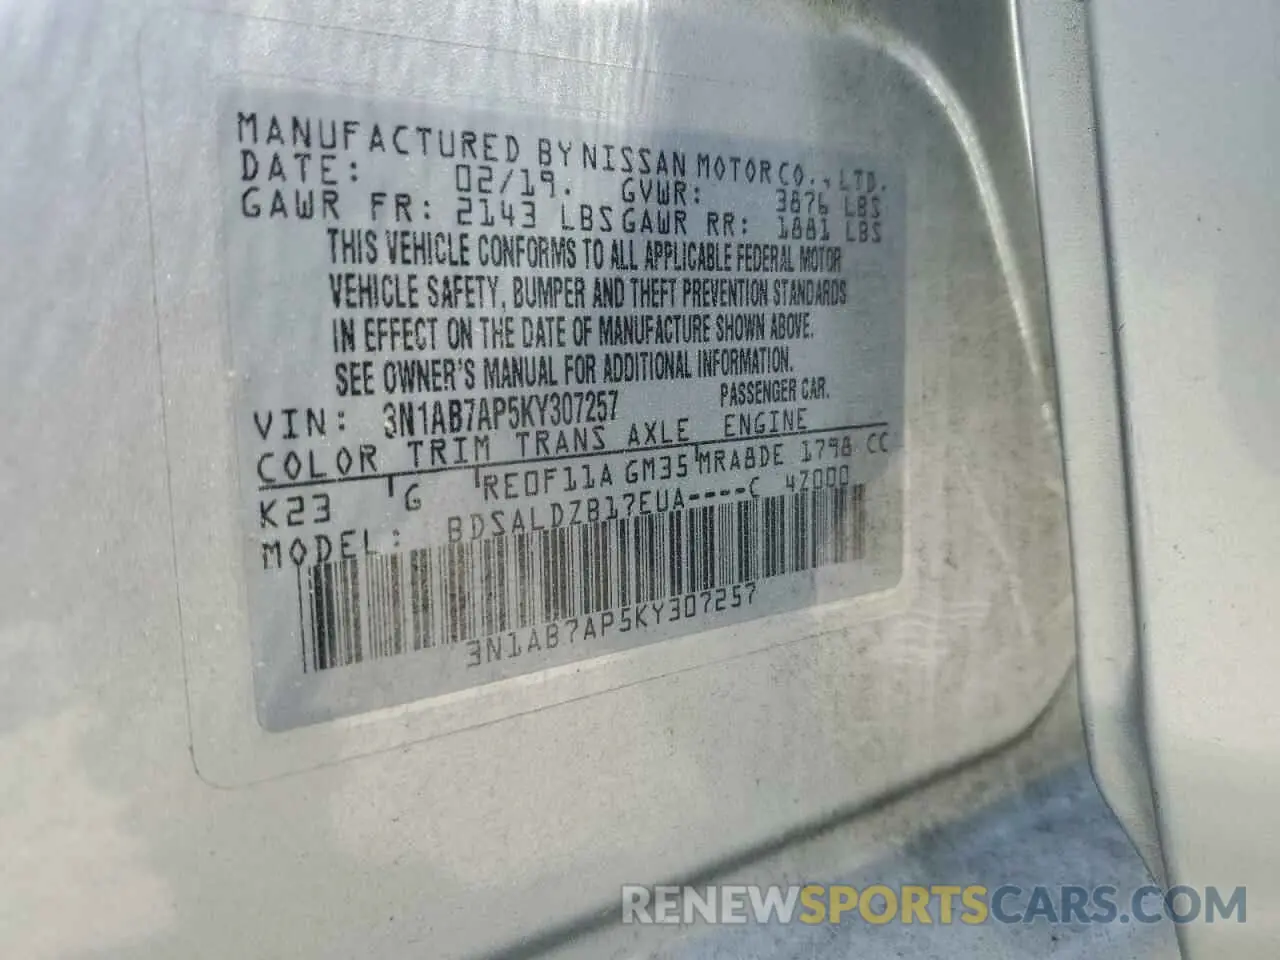 MANUFACTURED BY NISSAN MOTOR CO., LTD.
DATE: 02/19. GVWR: 3876 LBS
GAWR FR: 2143 LBS GAWR RR: 1881 LBS
THIS VEHICLE CONFORMS TO ALL APPLICABLE FEDERAL MOTOR
VEHICLE SAFETY, BUMPER AND THEFT PREVENTION STANDARDS
IN EFFECT ON THE DATE OF MANUFACTURE SHOWN ABOVE.
SEE OWNER'S MANUAL FOR ADDITIONAL INFORMATION.
VIN: 3N1AB7AP5KY307257 PASSENGER CAR.
COLOR TRIM TRANS AXLE ENGINE
K23 G RE0F11A GM35 MRA8DE 1798 CC
MODEL: BDSALDZB17EUA----C 4Z000
3N1AB7AP5KY307257
RENEWSPORTSCARS.COM